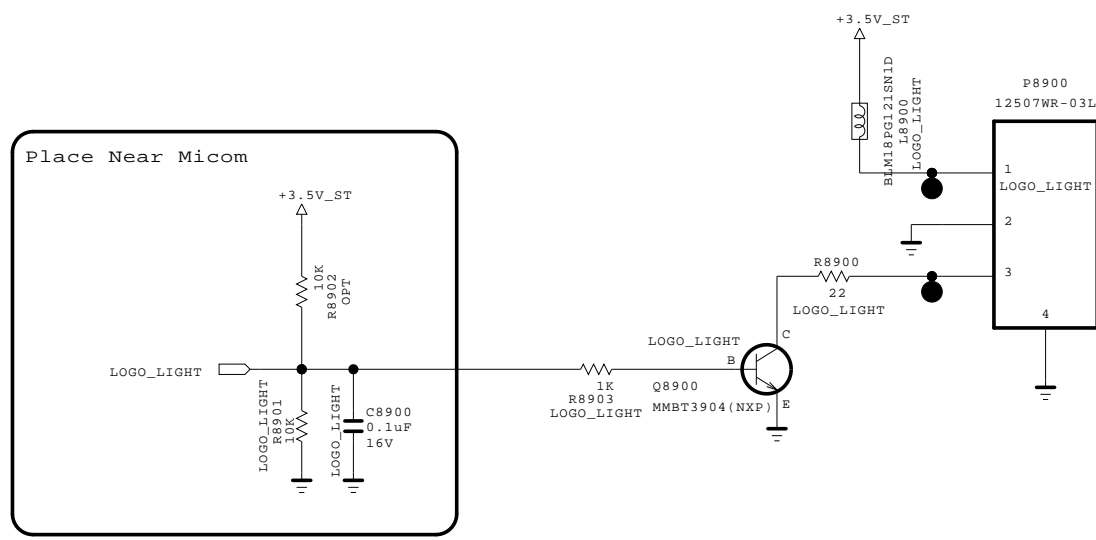 +3.5V_ST
BLM18PG121SN1D
L8900
LOGO_LIGHT
P8900
12507WR-03L
1
LOGO_LIGHT
2
3
4
Place Near Micom
+3.5V_ST
10K
R8902
OPT
LOGO_LIGHT
LOGO_LIGHT
R8901
10K
LOGO_LIGHT
C8900
0.1uF
16V
1K
R8903
LOGO_LIGHT
LOGO_LIGHT
B
C
E
Q8900
MMBT3904(NXP)
R8900
22
LOGO_LIGHT